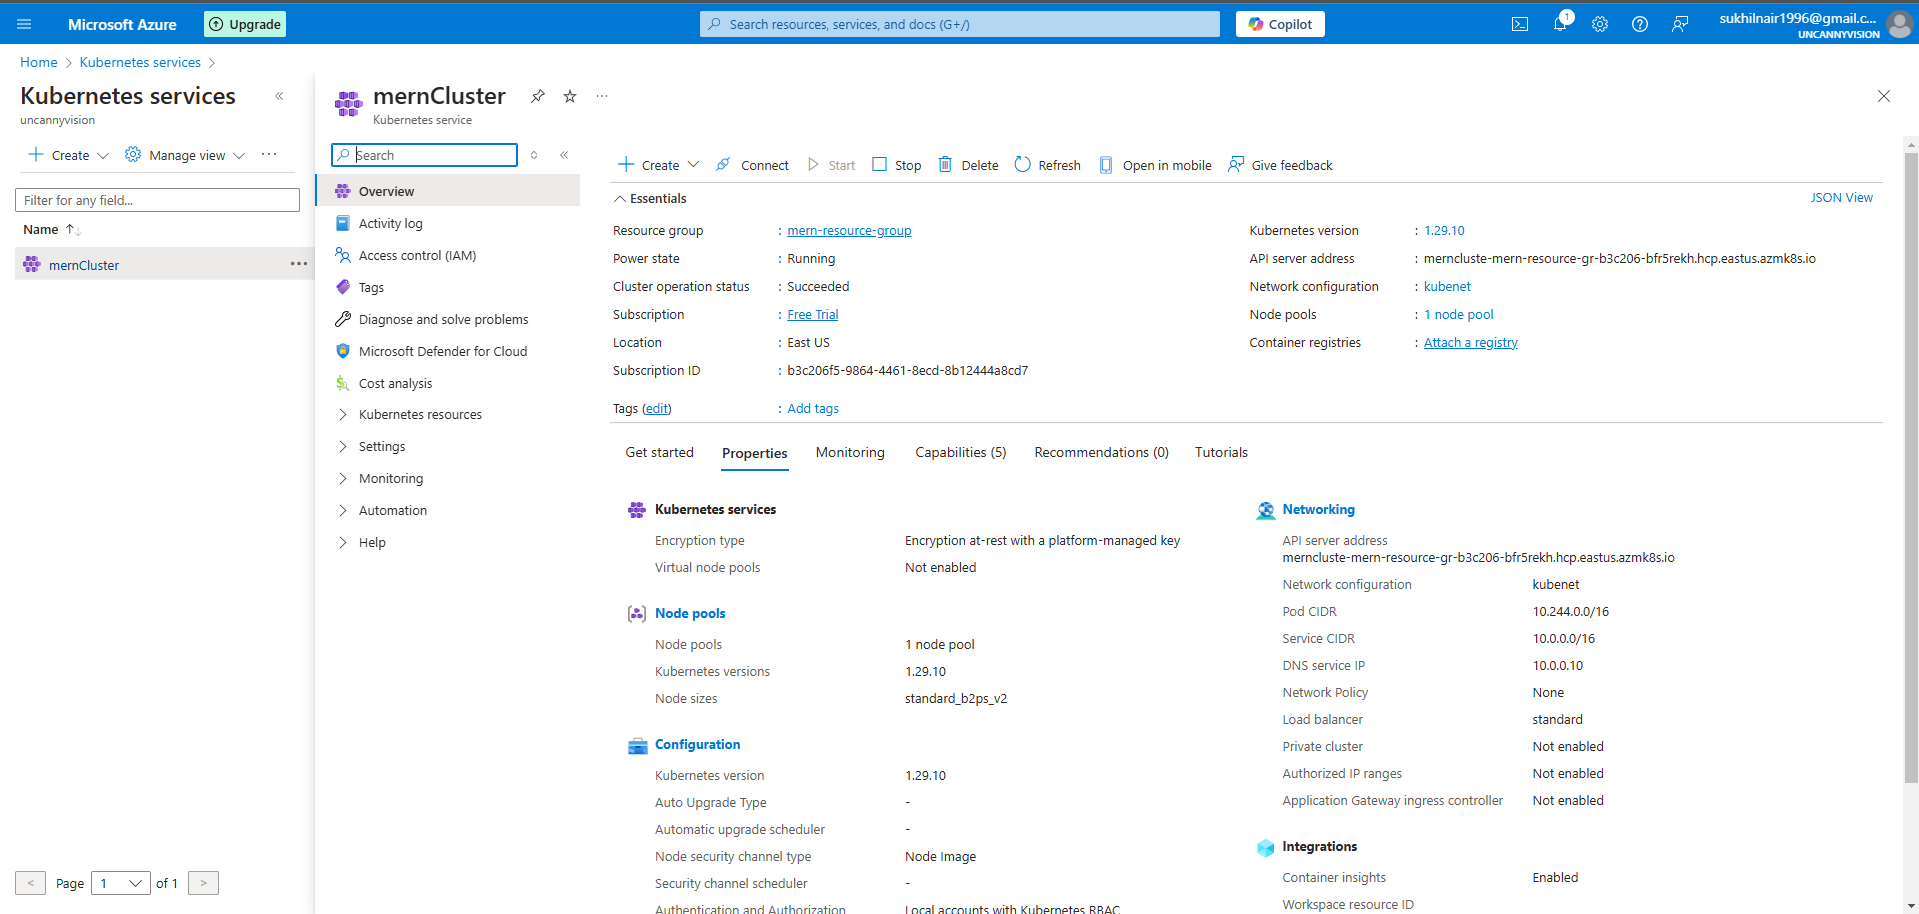 Microsoft Azure
Upgrade
Search resources, services, and docs (G+/)
Copilot
1
sukhilnair1996@gmail.c...
UNCANNYVISION
Home > Kubernetes services >
Kubernetes services
uncannyvision
Create
Manage view
Filter for any field...
Name
mernCluster
< Page 1 of 1 >
mernCluster
Kubernetes service
Search
Overview
Activity log
Access control (IAM)
Tags
Diagnose and solve problems
Microsoft Defender for Cloud
Cost analysis
Kubernetes resources
Settings
Monitoring
Automation
Help
Create Connect Start Stop Delete Refresh Open in mobile Give feedback
Essentials
JSON View
Resource group : mern-resource-group
Power state : Running
Cluster operation status : Succeeded
Subscription : Free Trial
Location : East US
Subscription ID : b3c206f5-9864-4461-8ecd-8b12444a8cd7
Kubernetes version : 1.29.10
API server address : merncluste-mern-resource-gr-b3c206-bfr5rekh.hcp.eastus.azmk8s.io
Network configuration : kubenet
Node pools : 1 node pool
Container registries : Attach a registry
Tags (edit) : Add tags
Get started Properties Monitoring Capabilities (5) Recommendations (0) Tutorials
Kubernetes services
Encryption type Encryption at-rest with a platform-managed key
Virtual node pools Not enabled
Node pools
Node pools 1 node pool
Kubernetes versions 1.29.10
Node sizes standard_b2ps_v2
Configuration
Kubernetes version 1.29.10
Auto Upgrade Type -
Automatic upgrade scheduler -
Node security channel type Node Image
Security channel scheduler -
Authentication and Authorization Local accounts with Kubernetes RBAC
Networking
API server address
merncluste-mern-resource-gr-b3c206-bfr5rekh.hcp.eastus.azmk8s.io
Network configuration kubenet
Pod CIDR 10.244.0.0/16
Service CIDR 10.0.0.0/16
DNS service IP 10.0.0.10
Network Policy None
Load balancer standard
Private cluster Not enabled
Authorized IP ranges Not enabled
Application Gateway ingress controller Not enabled
Integrations
Container insights Enabled
Workspace resource ID